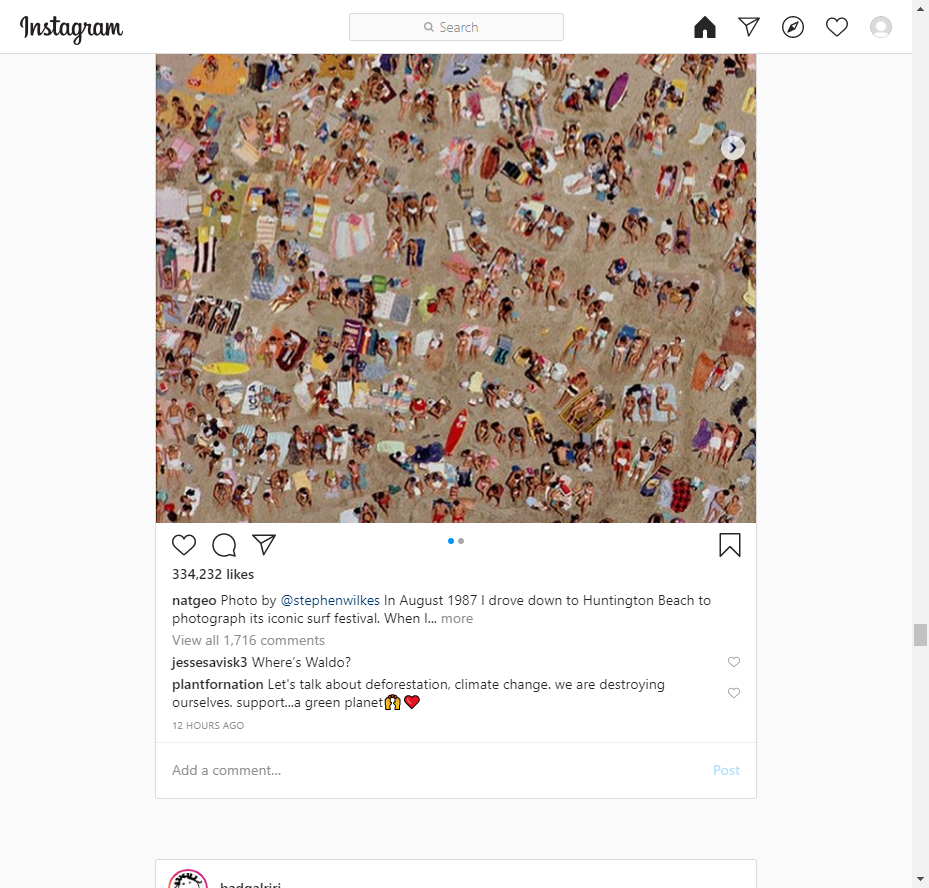 Instagram
Search
334,232 likes
natgeo Photo by @stephenwilkes In August 1987 I drove down to Huntington Beach to
photograph its iconic surf festival. When I... more
View all 1,716 comments
jessesavisk3 Where's Waldo?
plantfornation Let's talk about deforestation, climate change. we are destroying
ourselves. support...a green planet🙌❤️
12 HOURS AGO
Add a comment... Post
badgalriri